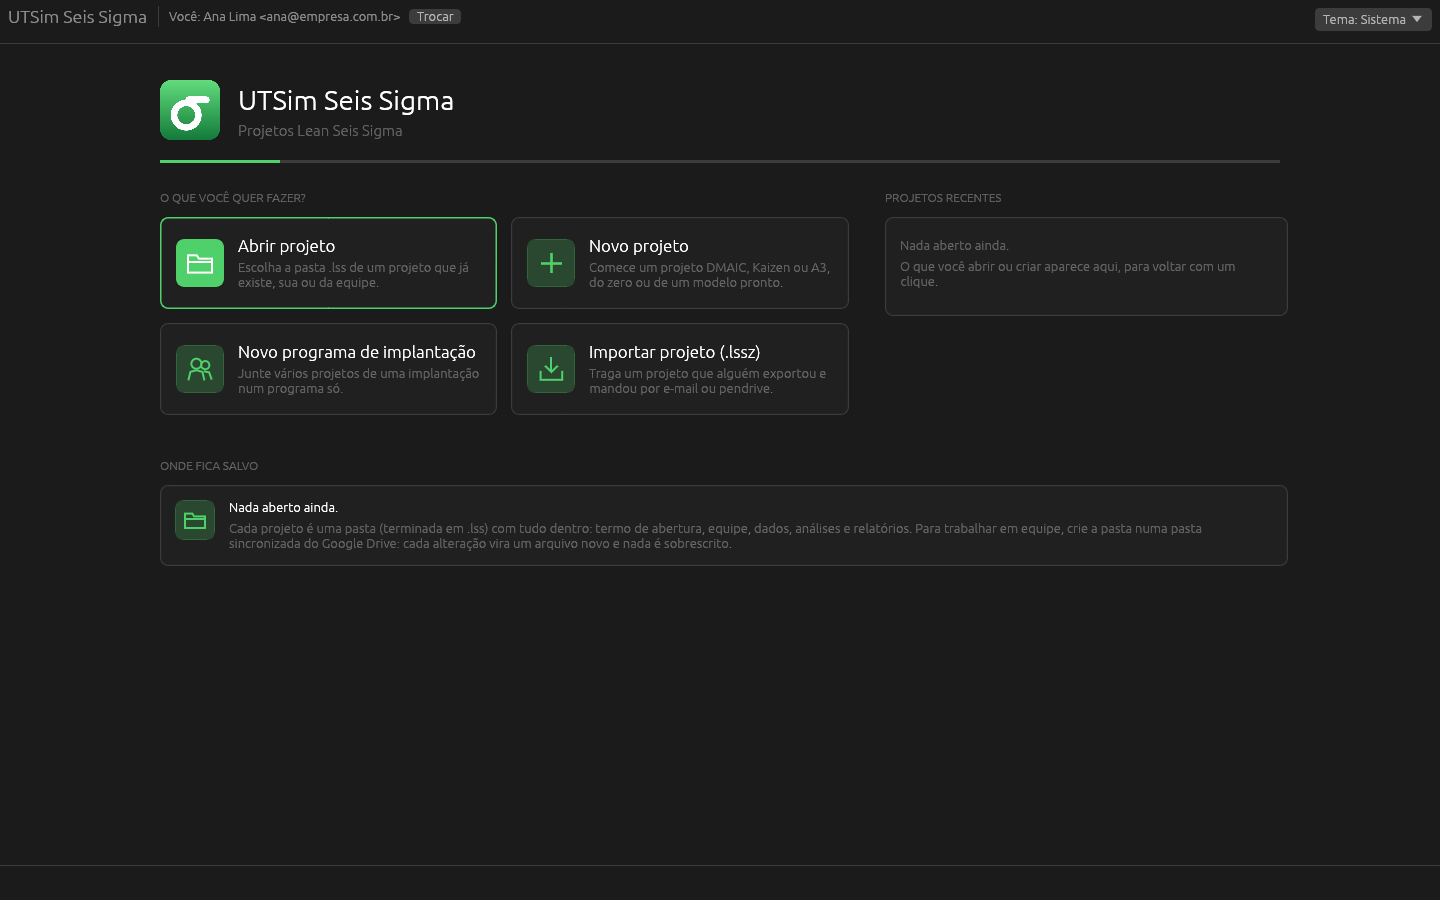 UTSim Seis Sigma
Você: Ana Lima <ana@empresa.com.br>
Trocar
Tema: Sistema
UTSim Seis Sigma
Projetos Lean Seis Sigma
O QUE VOCÊ QUER FAZER?
Abrir projeto
Escolha a pasta .lss de um projeto que já
existe, sua ou da equipe.
Novo projeto
Comece um projeto DMAIC, Kaizen ou A3,
do zero ou de um modelo pronto.
Novo programa de implantação
Junte vários projetos de uma implantação
num programa só.
Importar projeto (.lssz)
Traga um projeto que alguém exportou e
mandou por e-mail ou pendrive.
PROJETOS RECENTES
Nada aberto ainda.
O que você abrir ou criar aparece aqui, para voltar com um
clique.
ONDE FICA SALVO
Nada aberto ainda.
Cada projeto é uma pasta (terminada em .lss) com tudo dentro: termo de abertura, equipe, dados, análises e relatórios. Para trabalhar em equipe, crie a pasta numa pasta
sincronizada do Google Drive: cada alteração vira um arquivo novo e nada é sobrescrito.